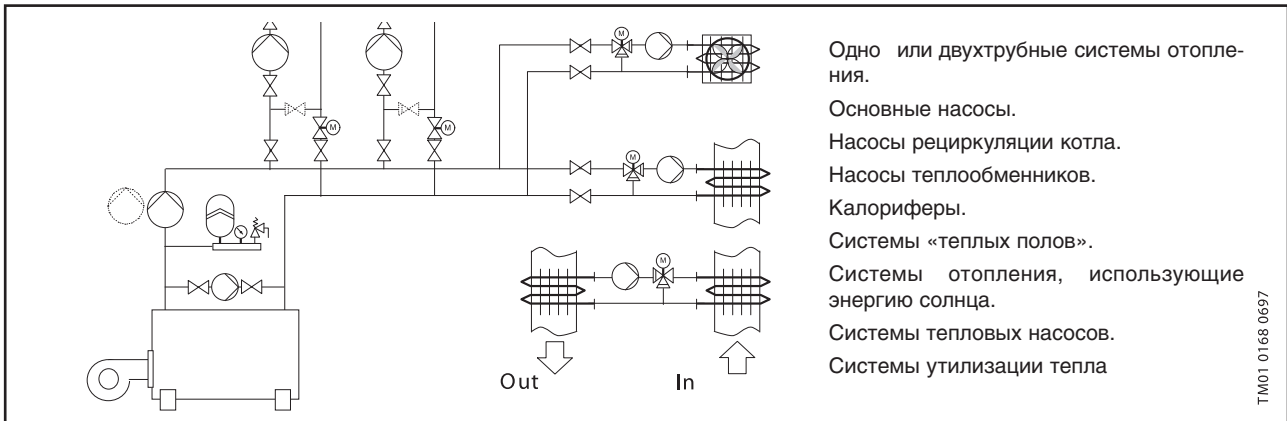 Одно или двухтрубные системы отопле-
ния.
Основные насосы.
Насосы рециркуляции котла.
Насосы теплообменников.
Калориферы.
Системы «теплых полов».
Системы отопления, использующие
энергию солнца.
Системы тепловых насосов.
Системы утилизации тепла
M
M
M
M
M
Out In
TM01 0168 0697